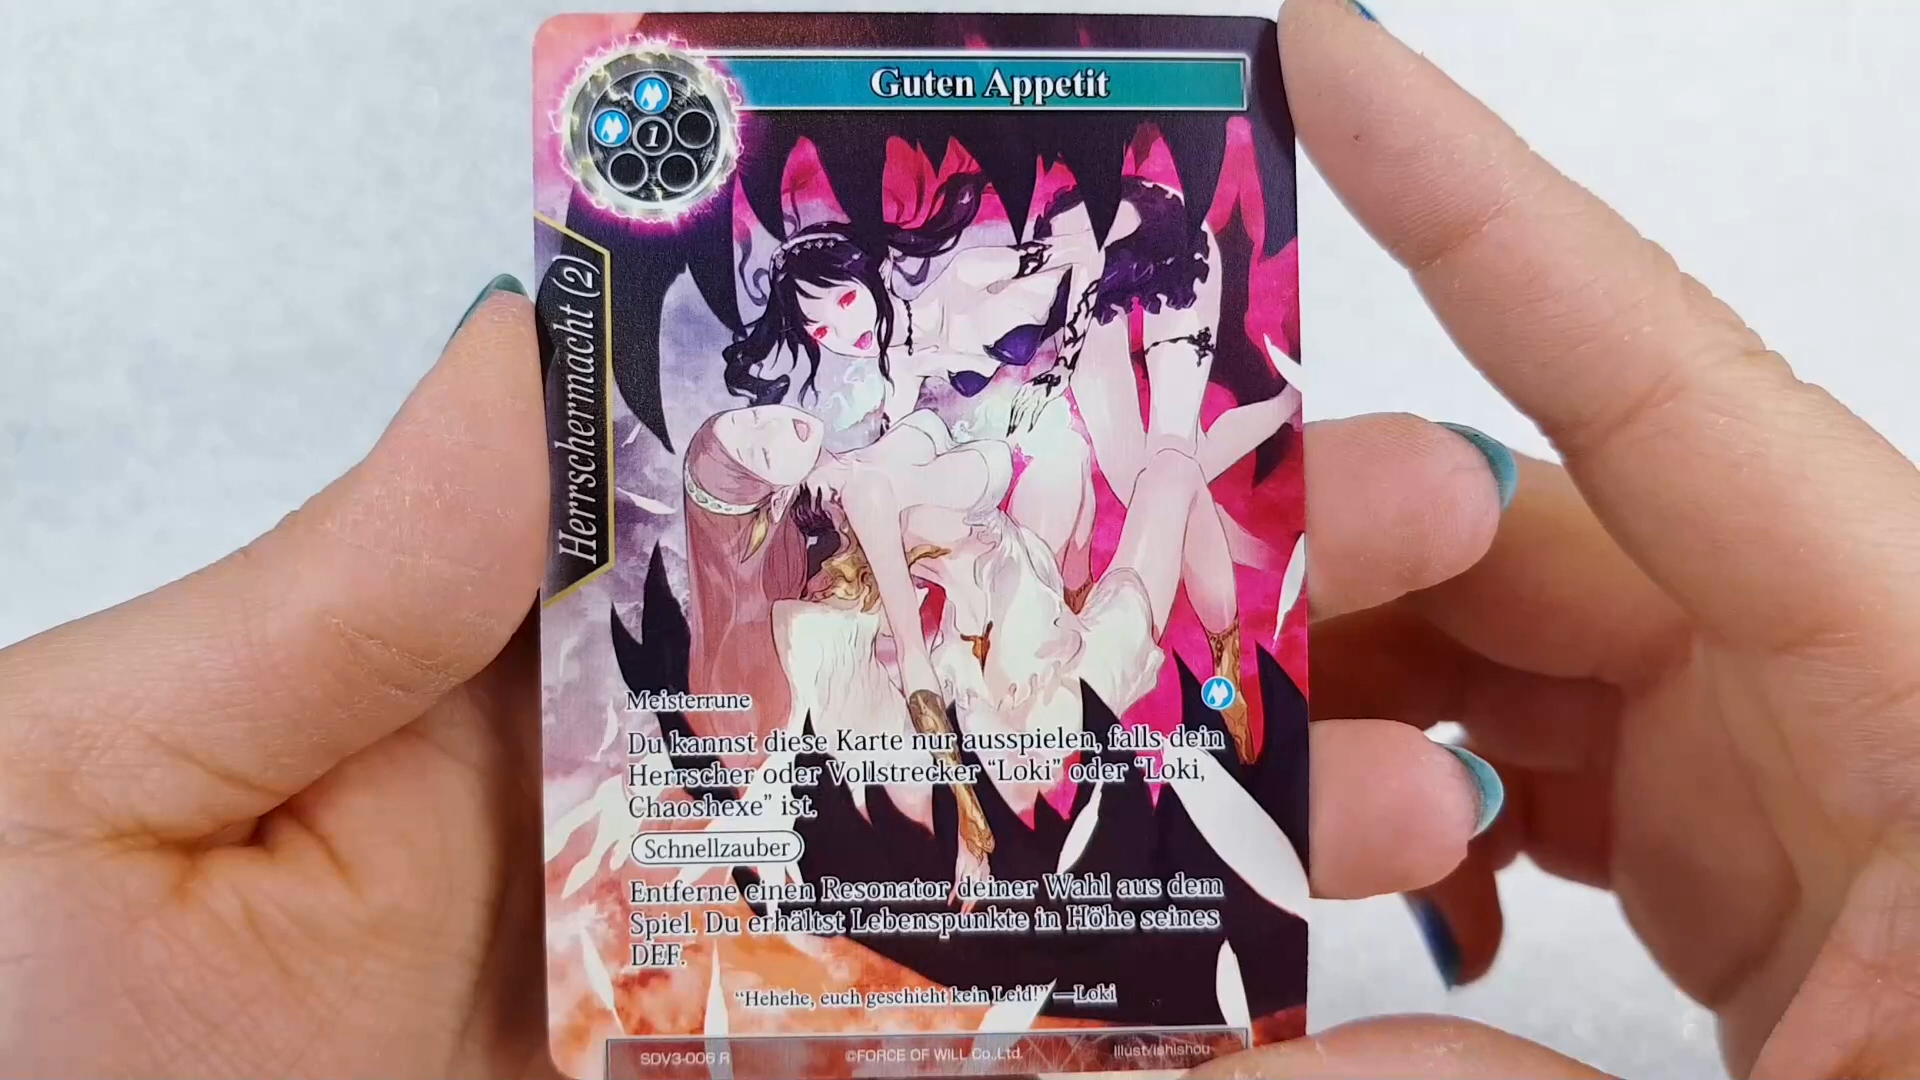 Guten Appetit
1
Herrschermacht (2)
Meisterrune
Du kannst diese Karte nur ausspielen, falls dein
Herrscher oder Vollstrecker “Loki” oder “Loki,
Chaoshexe” ist.
Schnellzauber
Entferne einen Resonator deiner Wahl aus dem
Spiel. Du erhältst Lebenspunkte in Höhe seines
DEF.
“Hehehe, euch geschieht kein Leid!” —Loki
SDV3-006 R ©FORCE OF WILL Co.,Ltd. Illust/ishishou